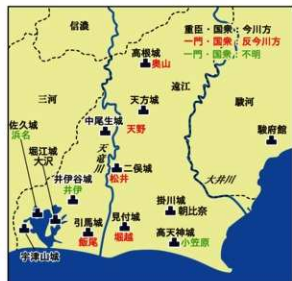 信濃
重臣・国衆:今川方
一門・国衆:反今川方
一門・国衆:不明
高根城
奥山
遠江
三河
天方城
駿河
佐久城
浜名
中尾生城
天野
駿府館
堀江城
大沢
天竜川
二俣城
松井
大井川
井伊谷城
井伊
掛川城
朝比奈
引馬城
飯尾
見付城
堀越
高天神城
小笠原
宇津山城